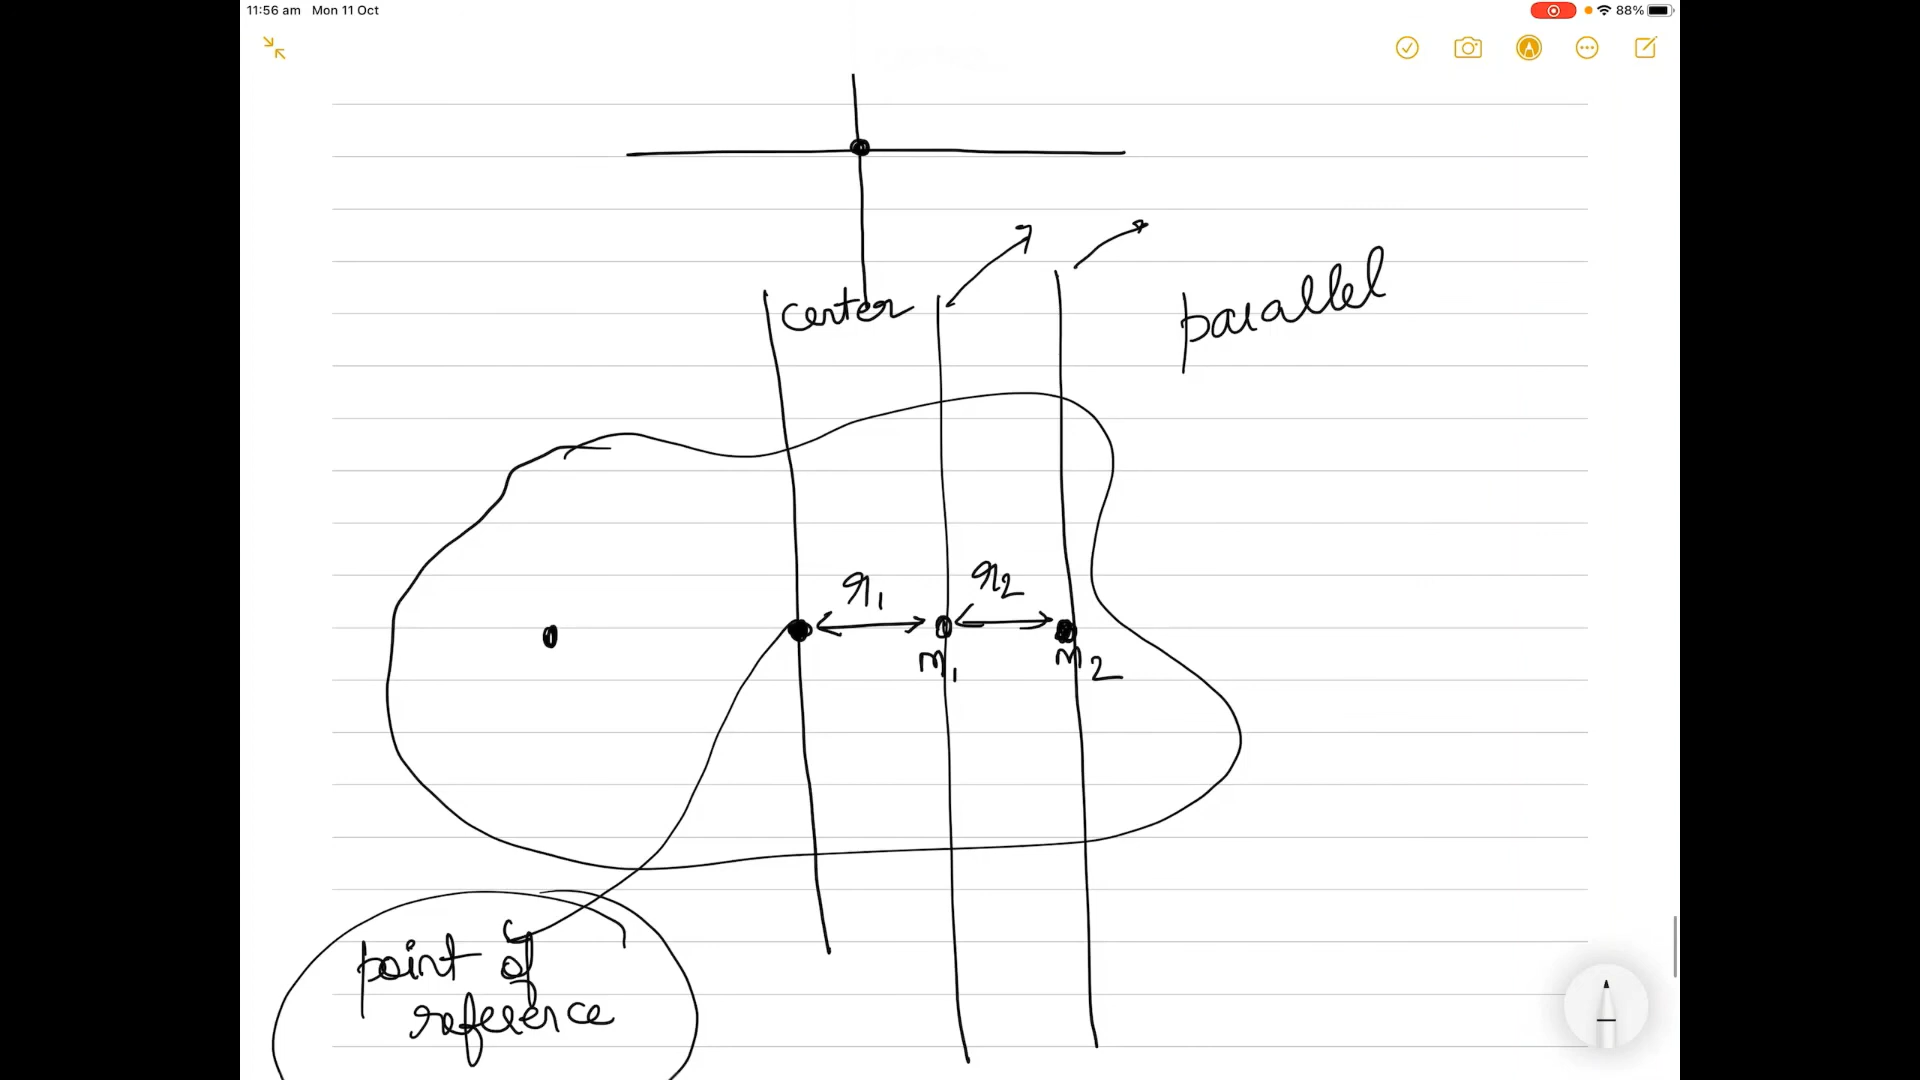 11:56 am Mon 11 Oct
88%
center
parallel
r1 r2
m1 m2
point of
reference